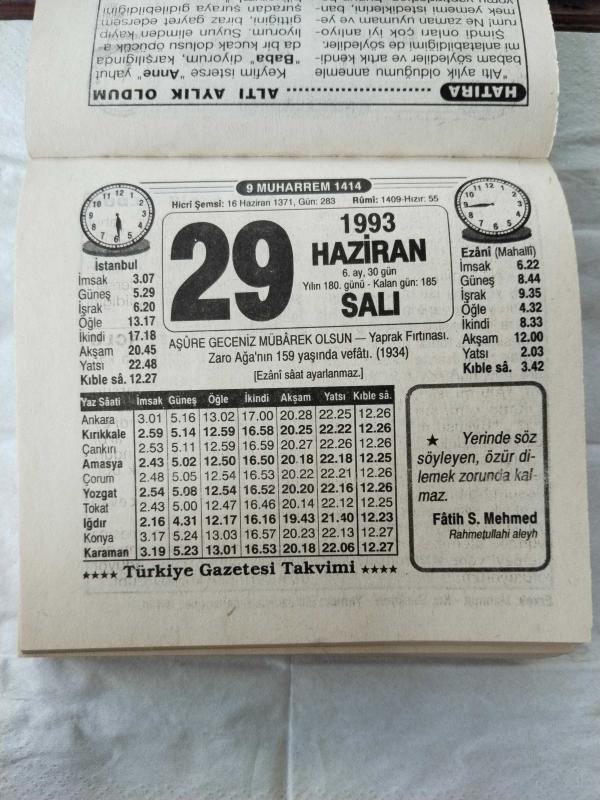 HATIRA ALTI AYLIK OLDUM
"Altı aylık olduğumu annemle
babam söylediler ve artık kendi-
mi anlatabildiğimi de söylediler.
Şimdi onları çok iyi anlıyo-
rum! Ne zaman uyumam ve ye-
mek yemem istediklerini, ban-
Keyfim isterse "Anne" yahut
"Baba" diyorum, karşılığında
da bir kucak dolusu öpücük a-
lıyorum. Suyun elimden kayıp
gittiğini, biraz gayret edersem
şuradan şuraya gidilebildiğini
9 MUHARREM 1414
Hicrî Şemsî: 16 Haziran 1371, Gün: 283 Rûmî: 1409-Hızır: 55
29
1993
HAZİRAN
6. ay, 30 gün
Yılın 180. günü - Kalan gün: 185
SALI
İstanbul
İmsak 3.07
Güneş 5.29
İşrak 6.20
Öğle 13.17
İkindi 17.18
Akşam 20.45
Yatsı 22.48
Kıble sâ. 12.27
Ezânî (Mahallî)
İmsak 6.22
Güneş 8.44
İşrak 9.35
Öğle 4.32
İkindi 8.33
Akşam 12.00
Yatsı 2.03
Kıble sâ. 3.42
AŞÛRE GECENİZ MÜBÂREK OLSUN — Yaprak Fırtınası.
Zaro Ağa'nın 159 yaşında vefâtı. (1934)
[Ezânî sâat ayarlanmaz.]
Yaz Sâati İmsak Güneş Öğle İkindi Akşam Yatsı Kıble sâ.
Ankara 3.01 5.16 13.02 17.00 20.28 22.25 12.26
Kırıkkale 2.59 5.14 12.59 16.58 20.25 22.22 12.26
Çankırı 2.53 5.11 12.59 16.59 20.27 22.26 12.26
Amasya 2.43 5.02 12.50 16.50 20.18 22.18 12.25
Çorum 2.48 5.05 12.54 16.53 20.22 22.21 12.26
Yozgat 2.54 5.08 12.54 16.52 20.20 22.16 12.26
Tokat 2.43 5.00 12.47 16.46 20.14 22.12 12.25
Iğdır 2.16 4.31 12.17 16.16 19.43 21.40 12.23
Konya 3.17 5.24 13.03 16.57 20.23 22.13 12.27
Karaman 3.19 5.23 13.01 16.53 20.18 22.06 12.27
★★★★ Türkiye Gazetesi Takvimi ★★★★
★ Yerinde söz
söyleyen, özür di-
lemek zorunda kal-
maz.
Fâtih S. Mehmed
Rahmetullahi aleyh